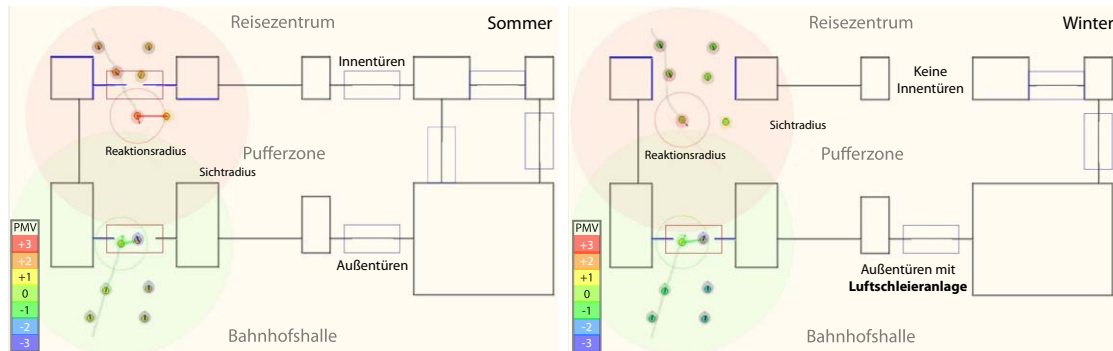 Reisezentrum
Sommer
Innentüren
Reaktionsradius
Pufferzone
Sichtradius
PMV
+3
+2
+1
0
-1
-2
-3
Außentüren
Bahnhofshalle
Reisezentrum
Winter
Keine
Innentüren
Sichtradius
Reaktionsradius
Pufferzone
PMV
+3
+2
+1
0
-1
-2
-3
Außentüren mit
Luftschleieranlage
Bahnhofshalle